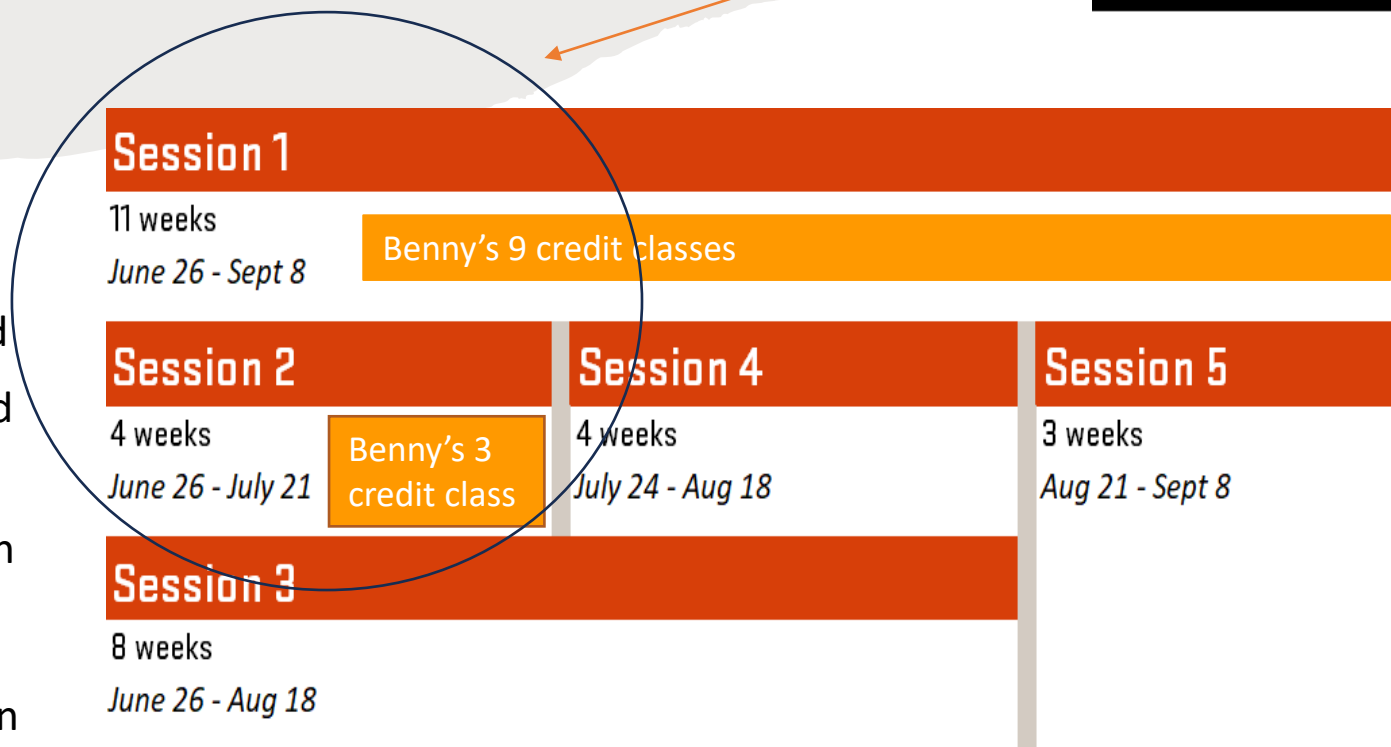 Session 1
11 weeks
June 26 - Sept 8
Benny’s 9 credit classes
Session 2
4 weeks
June 26 - July 21
Benny’s 3
credit class
Session 4
4 weeks
July 24 - Aug 18
Session 5
3 weeks
Aug 21 - Sept 8
Session 3
8 weeks
June 26 - Aug 18